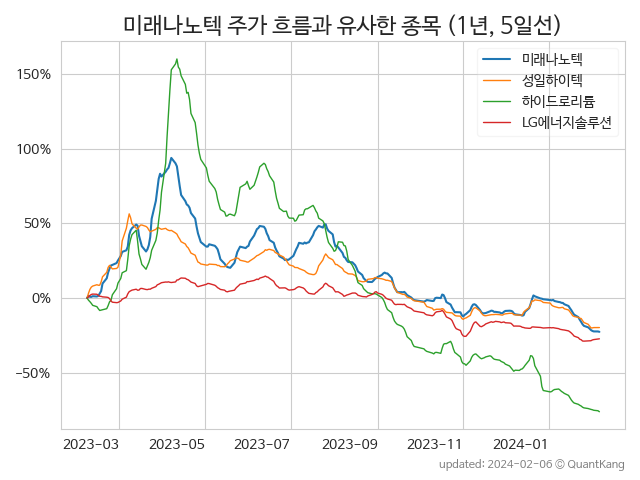 미래나노텍 주가 흐름과 유사한 종목 (1년, 5일선)
미래나노텍
성일하이텍
하이드로리튬
LG에너지솔루션
150%
100%
50%
0%
−50%
2023-03 2023-05 2023-07 2023-09 2023-11 2024-01
updated: 2024-02-06 © QuantKang